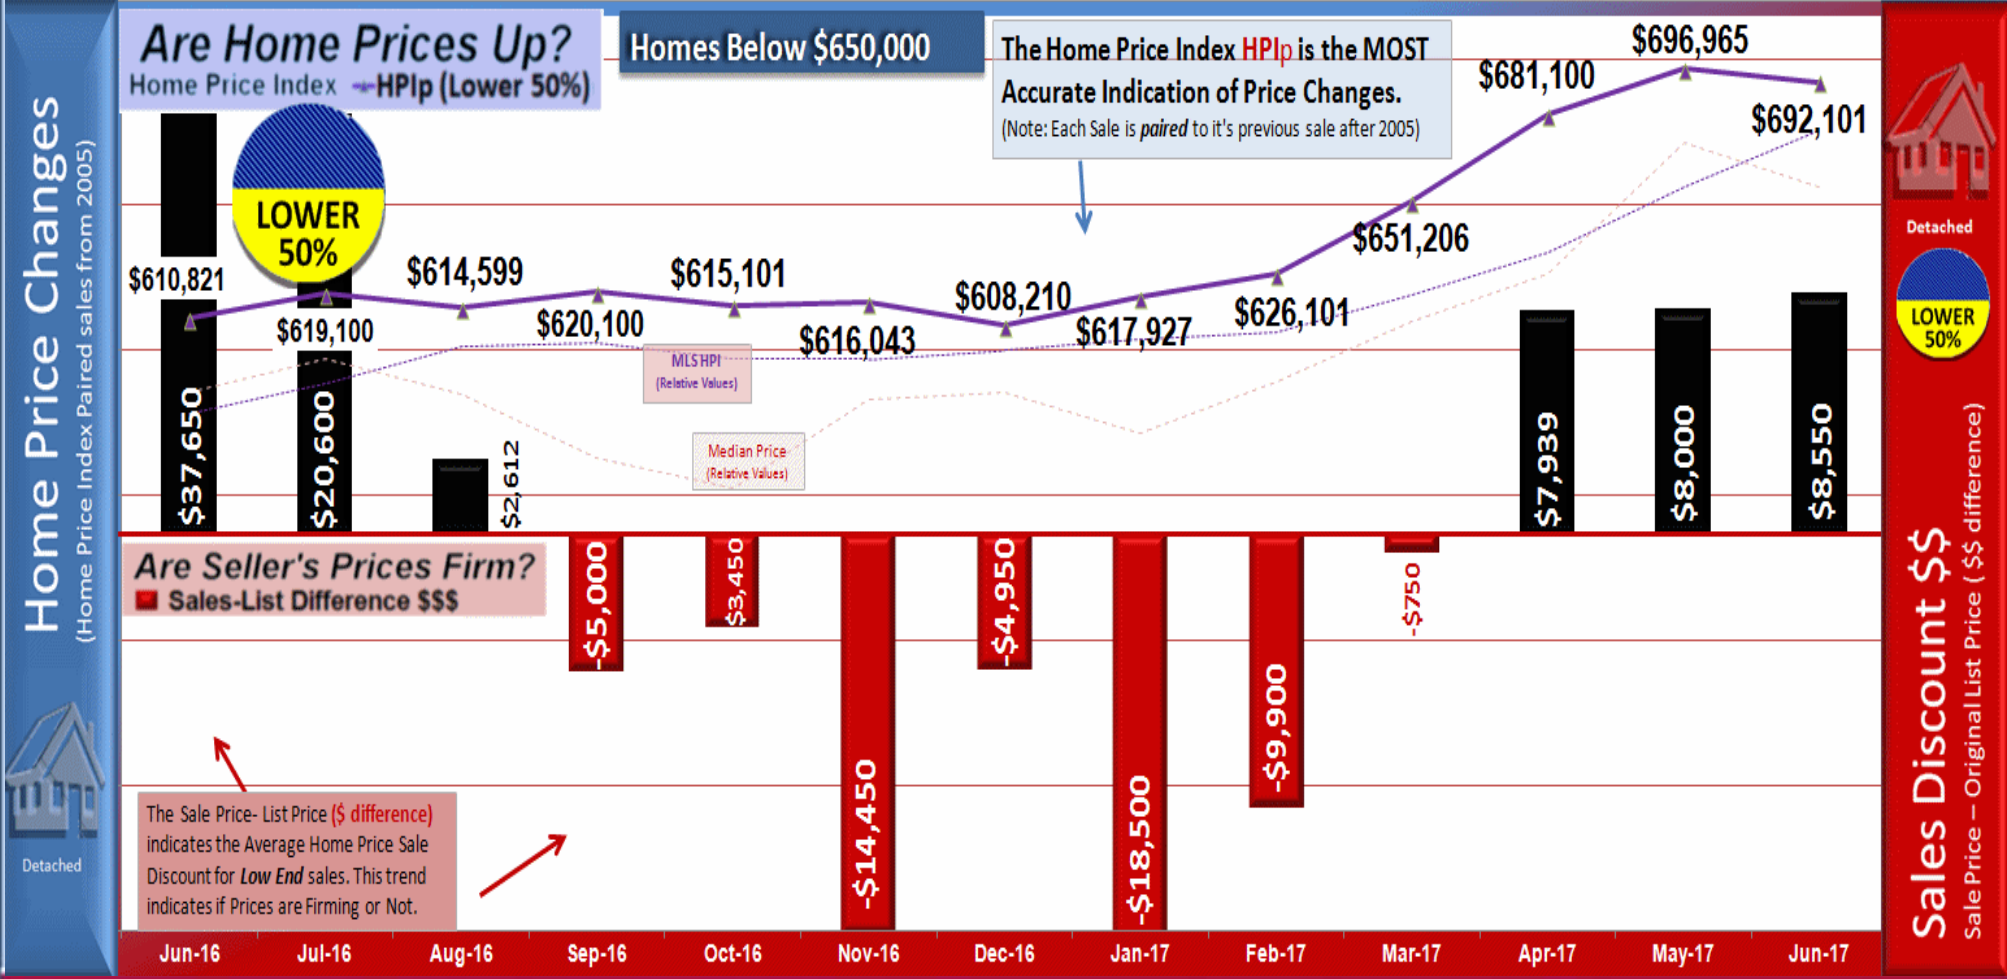 Home Price Changes
(Home Price Index Paired sales from 2005)
Detached
Are Home Prices Up?
Home Price Index HPIp (Lower 50%)
Homes Below $650,000
The Home Price Index HPIp is the MOST
Accurate Indication of Price Changes.
(Note: Each Sale is paired to it's previous sale after 2005)
LOWER
50%
$610,821
$619,100
$614,599
$620,100
$615,101
$616,043
$608,210
$617,927
$626,101
$651,206
$681,100
$696,965
$692,101
MLS HPI
(Relative Values)
Median Price
(Relative Values)
$37,650
$20,600
$2,612
-$5,000
$3,450
-$14,450
-$4,950
-$18,500
-$9,900
-$750
$7,939
$8,000
$8,550
Are Seller's Prices Firm?
Sales-List Difference $$$
The Sale Price- List Price ($ difference)
indicates the Average Home Price Sale
Discount for Low End sales. This trend
indicates if Prices are Firming or Not.
Jun-16 Jul-16 Aug-16 Sep-16 Oct-16 Nov-16 Dec-16 Jan-17 Feb-17 Mar-17 Apr-17 May-17 Jun-17
Detached
LOWER
50%
Sales Discount $$
Sale Price – Original List Price ( $$ difference)